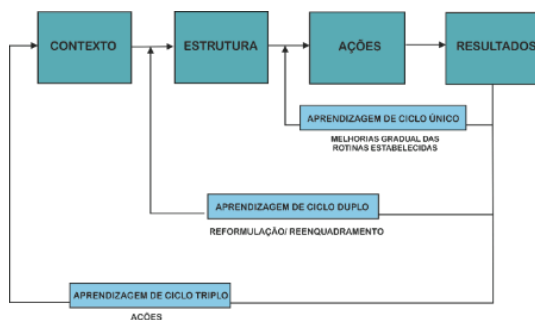 CONTEXTO
ESTRUTURA
AÇÕES
RESULTADOS
APRENDIZAGEM DE CICLO ÚNICO
MELHORIAS GRADUAL DAS
ROTINAS ESTABELECIDAS
APRENDIZAGEM DE CICLO DUPLO
REFORMULAÇÃO/ REENQUADRAMENTO
APRENDIZAGEM DE CICLO TRIPLO
AÇÕES